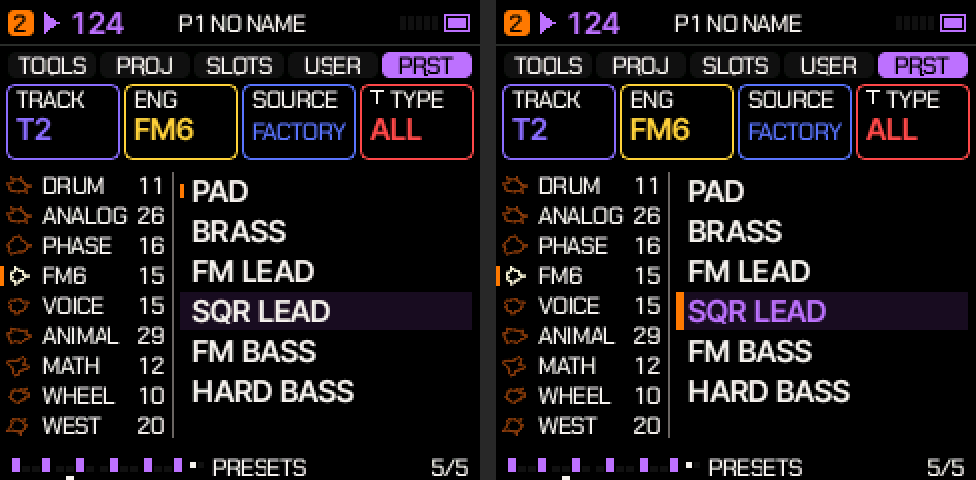 2 124 P1 NO NAME
TOOLS PROJ SLOTS USER PRST
TRACK ENG SOURCE T TYPE
T2 FM6 FACTORY ALL
DRUM 11
ANALOG 26
PHASE 16
FM6 15
VOICE 15
ANIMAL 29
MATH 12
WHEEL 10
WEST 20
PAD
BRASS
FM LEAD
SQR LEAD
FM BASS
HARD BASS
PRESETS 5/5
2 124 P1 NO NAME
TOOLS PROJ SLOTS USER PRST
TRACK ENG SOURCE T TYPE
T2 FM6 FACTORY ALL
DRUM 11
ANALOG 26
PHASE 16
FM6 15
VOICE 15
ANIMAL 29
MATH 12
WHEEL 10
WEST 20
PAD
BRASS
FM LEAD
SQR LEAD
FM BASS
HARD BASS
PRESETS 5/5